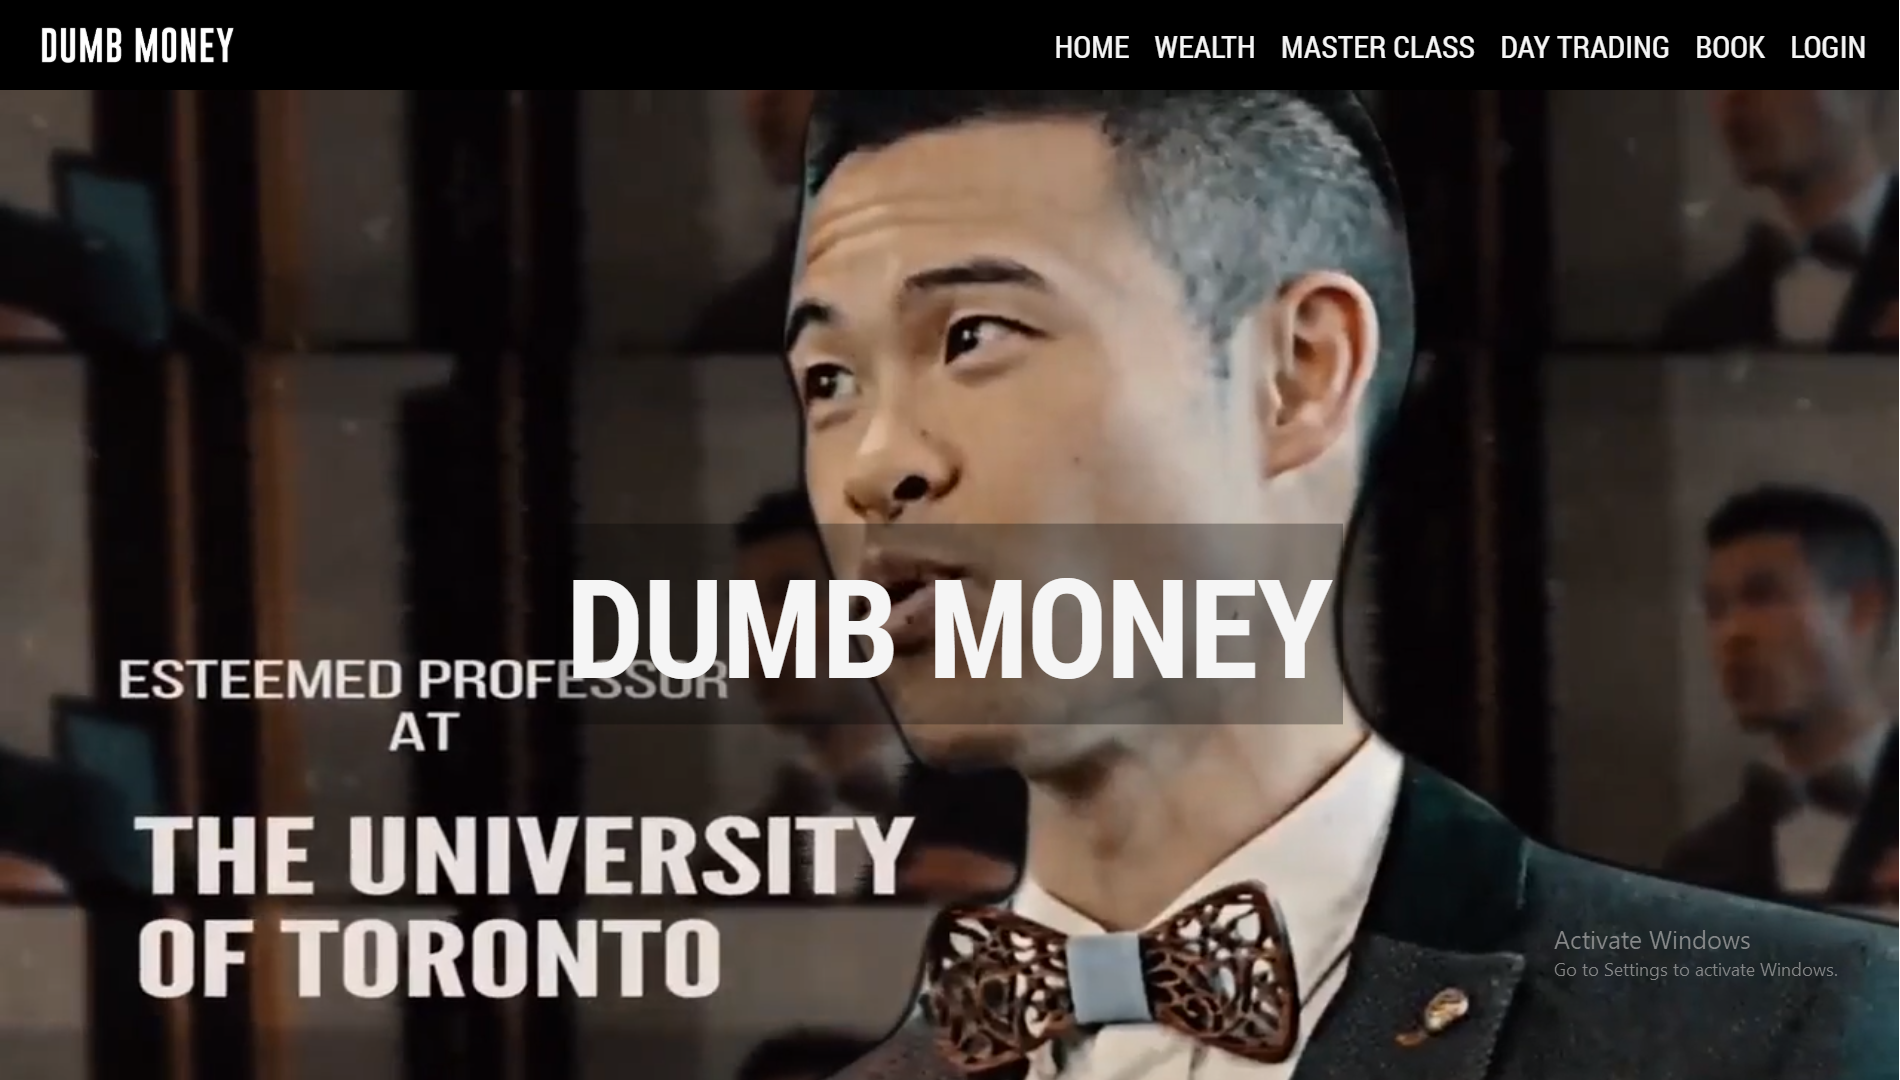 DUMB MONEY
HOME WEALTH MASTER CLASS DAY TRADING BOOK LOGIN
DUMB MONEY
ESTEEMED PROFESSOR
AT
THE UNIVERSITY
OF TORONTO
Activate Windows
Go to Settings to activate Windows.